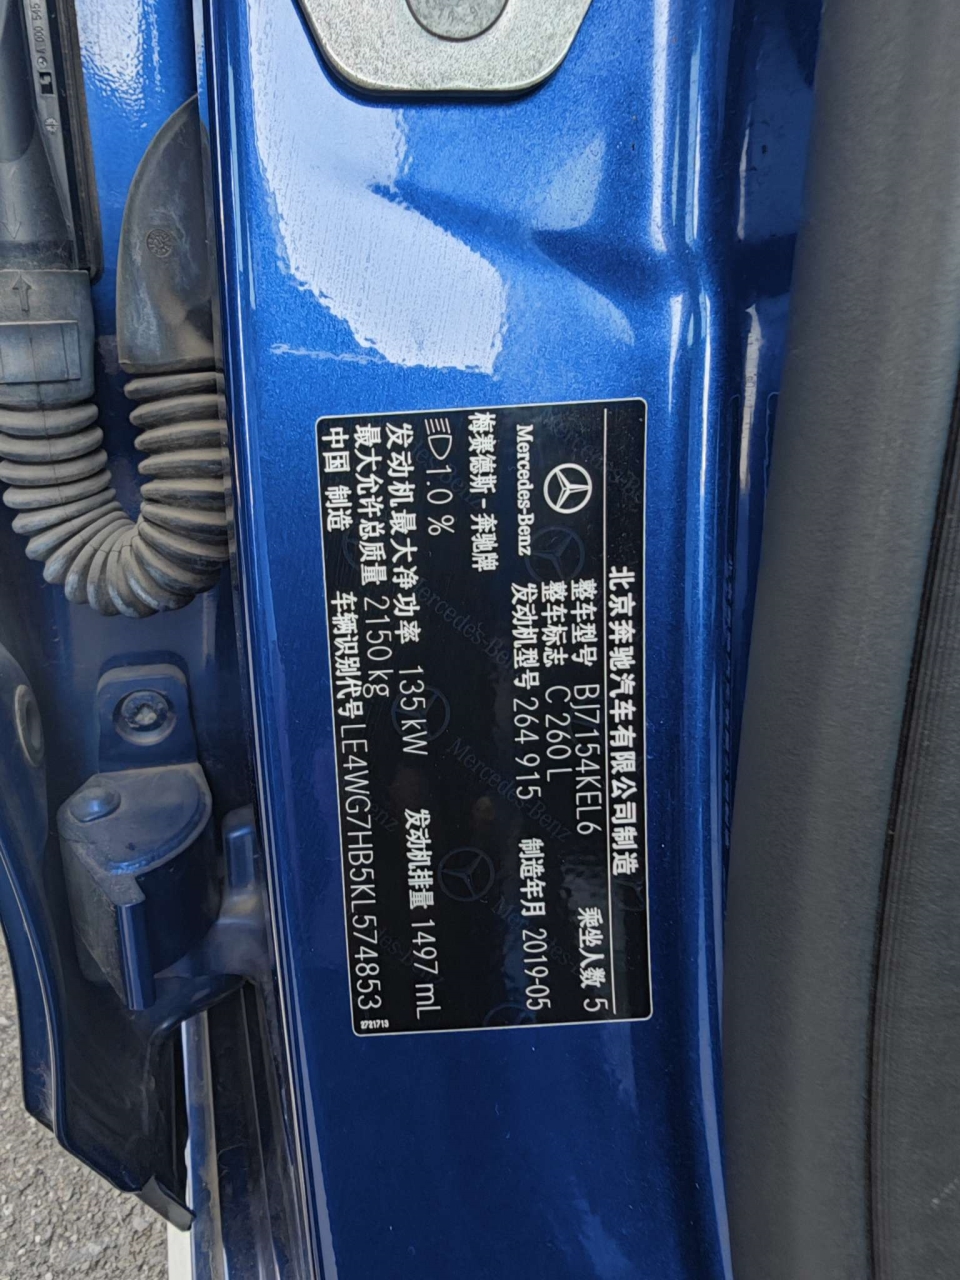 北京奔驰汽车有限公司制造
Mercedes-Benz
梅赛德斯-奔驰牌
整车型号 BJ7154KEL6 乘坐人数 5
整车标志 C 260 L
发动机型号 264 915 制造年月 2019-05
1.0 %
发动机最大净功率 135 kW 发动机排量 1497 mL
最大允许总质量 2150 kg
中国 制造 车辆识别代号 LE4WG7HB5KL574853
2721713